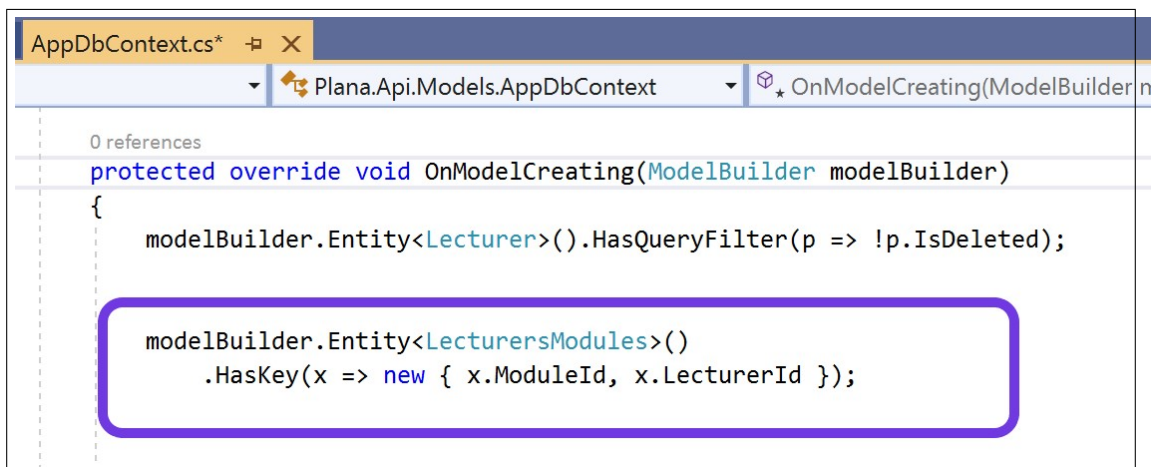 AppDbContext.cs*
Plana.Api.Models.AppDbContext OnModelCreating(ModelBuilder m
0 references
protected override void OnModelCreating(ModelBuilder modelBuilder)
{
modelBuilder.Entity<Lecturer>().HasQueryFilter(p => !p.IsDeleted);
modelBuilder.Entity<LecturersModules>()
.HasKey(x => new { x.ModuleId, x.LecturerId });